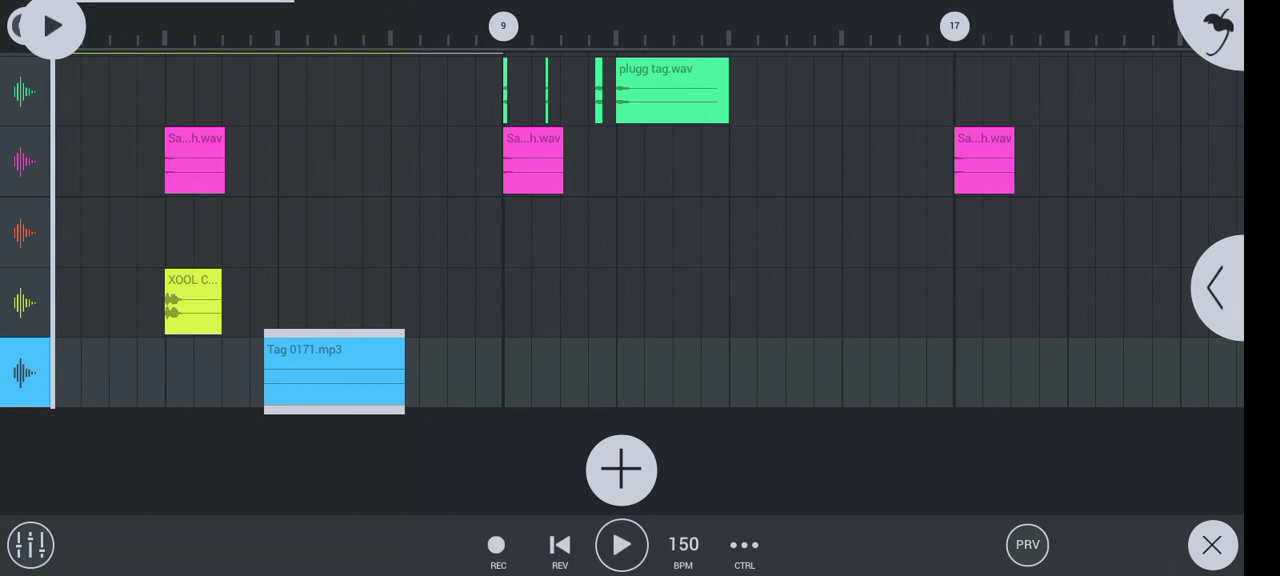 9
17
plugg tag.wav
Sa...h.wav
Sa...h.wav
Sa...h.wav
XOOL C...
Tag 0171.mp3
150
PRV
REC
REV
BPM
CTRL